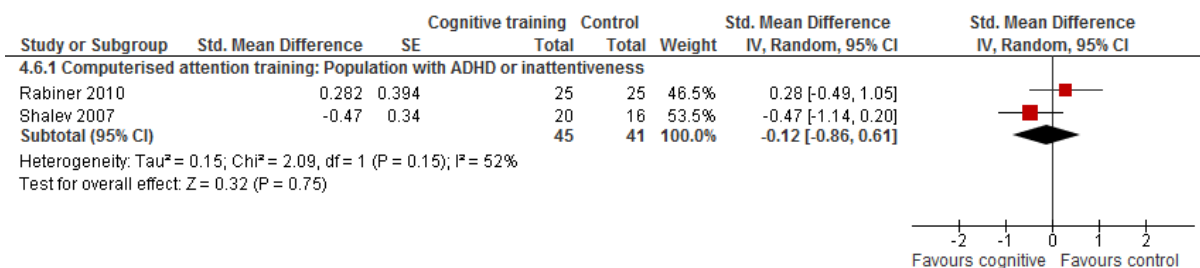 Cognitive training Control Std. Mean Difference Std. Mean Difference
Study or Subgroup Std. Mean Difference SE Total Total Weight IV, Random, 95% CI IV, Random, 95% CI
4.6.1 Computerised attention training: Population with ADHD or inattentiveness
Rabiner 2010 0.282 0.394 25 25 46.5% 0.28 [-0.49, 1.05]
Shalev 2007 -0.47 0.34 20 16 53.5% -0.47 [-1.14, 0.20]
Subtotal (95% CI) 45 41 100.0% -0.12 [-0.86, 0.61]
Heterogeneity: Tau² = 0.15; Chi² = 2.09, df = 1 (P = 0.15); I² = 52%
Test for overall effect: Z = 0.32 (P = 0.75)
-2 -1 0 1 2
Favours cognitive Favours control